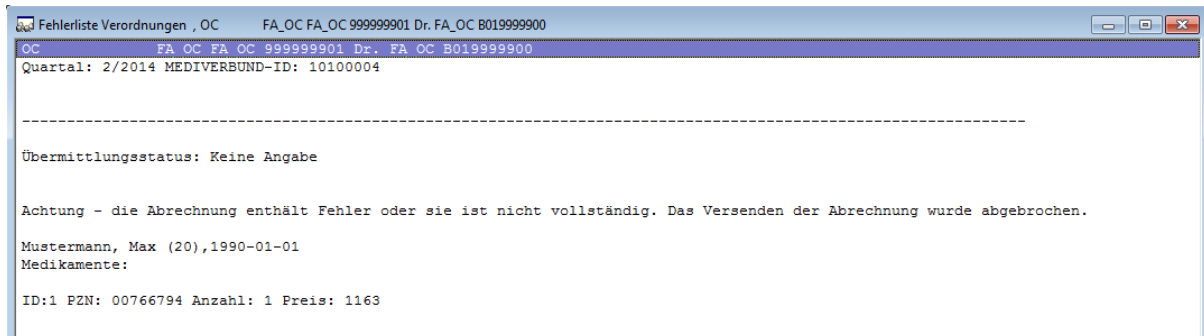 Fehlerliste Verordnungen , OC FA_OC FA_OC 999999901 Dr. FA_OC B019999900
OC FA OC FA OC 999999901 Dr. FA OC B019999900
Quartal: 2/2014 MEDIVERBUND-ID: 10100004
--------------------------------------------------------------------------------------------------------------------
Übermittlungsstatus: Keine Angabe
Achtung - die Abrechnung enthält Fehler oder sie ist nicht vollständig. Das Versenden der Abrechnung wurde abgebrochen.
Mustermann, Max (20),1990-01-01
Medikamente:
ID:1 PZN: 00766794 Anzahl: 1 Preis: 1163